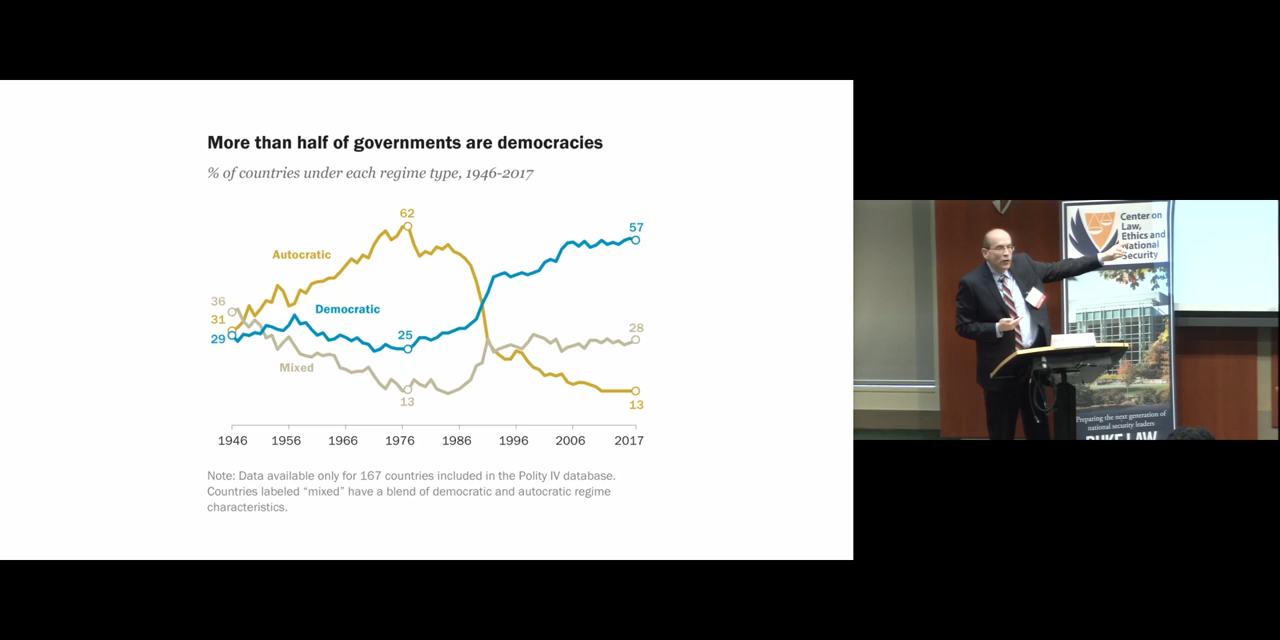 More than half of governments are democracies
% of countries under each regime type, 1946-2017
62
57
Autocratic
36
31
29
Democratic
25
28
Mixed
13
13
1946 1956 1966 1976 1986 1996 2006 2017
Note: Data available only for 167 countries included in the Polity IV database.
Countries labeled “mixed” have a blend of democratic and autocratic regime
characteristics.
Center on
Law,
Ethics and
National
Security
Preparing the next generation of
national security leaders
DUKE LAW